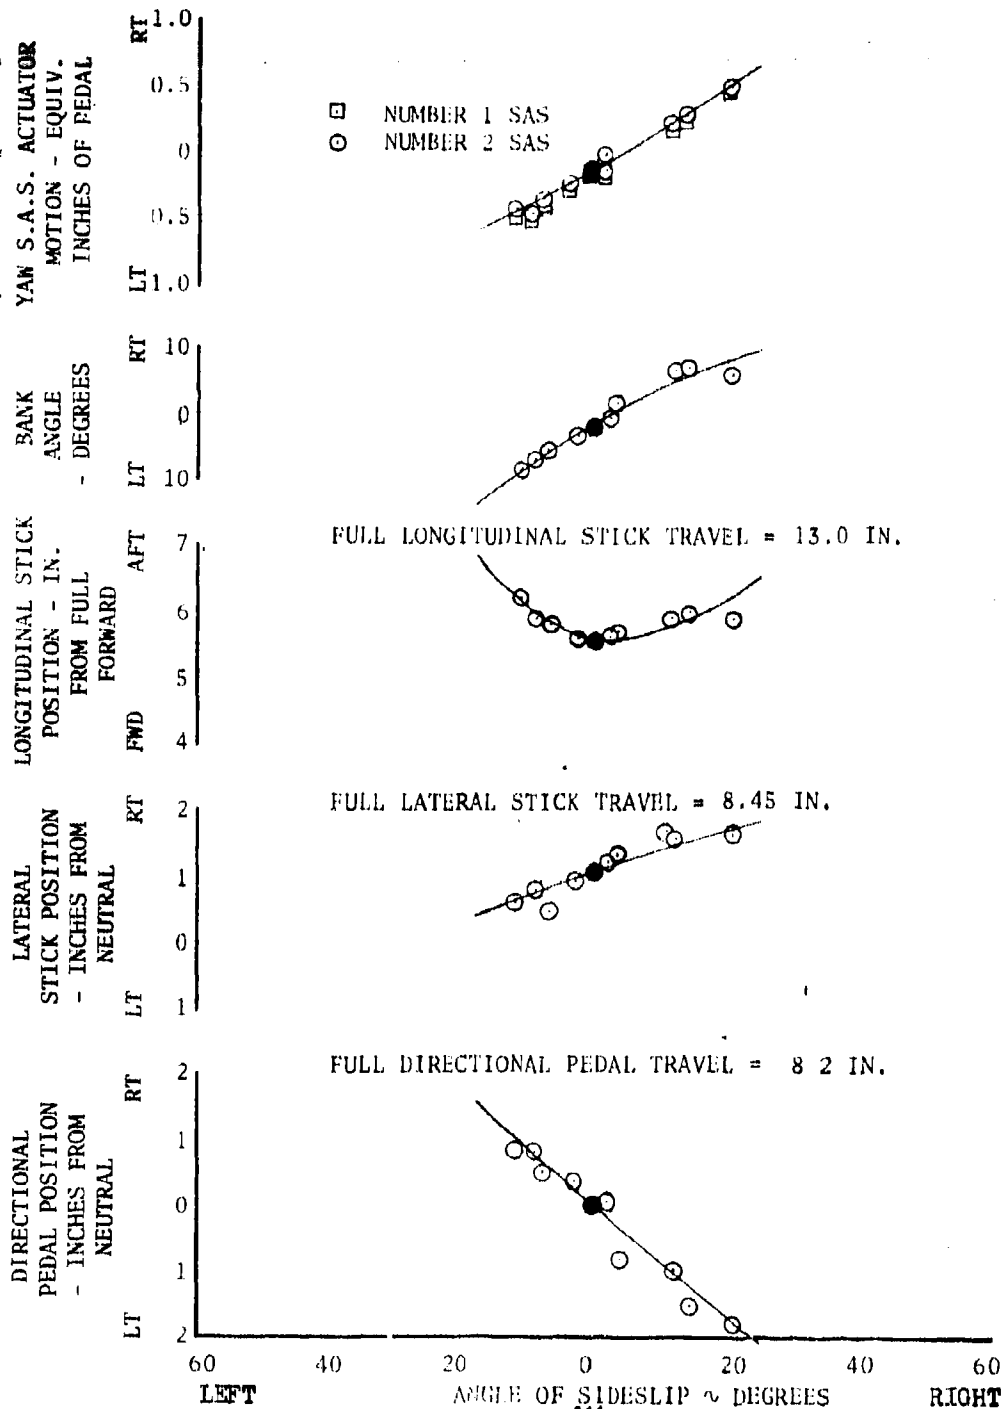 YAW S.A.S. ACTUATOR
MOTION - EQUIV.
INCHES OF PEDAL
RT
1.0
0.5
0
0.5
1.0
LT
NUMBER 1 SAS
NUMBER 2 SAS
BANK
ANGLE
- DEGREES
RT
10
0
10
LT
LONGITUDINAL STICK
POSITION - IN.
FROM FULL
FORWARD
AFT
7
6
5
4
FWD
FULL LONGITUDINAL STICK TRAVEL = 13.0 IN.
LATERAL
STICK POSITION
- INCHES FROM
NEUTRAL
RT
2
1
0
1
LT
FULL LATERAL STICK TRAVEL = 8.45 IN.
DIRECTIONAL
PEDAL POSITION
- INCHES FROM
NEUTRAL
RT
2
1
0
1
2
LT
FULL DIRECTIONAL PEDAL TRAVEL = 8 2 IN.
60 40 20 0 20 40 60
LEFT ANGLE OF SIDESLIP ~ DEGREES RIGHT